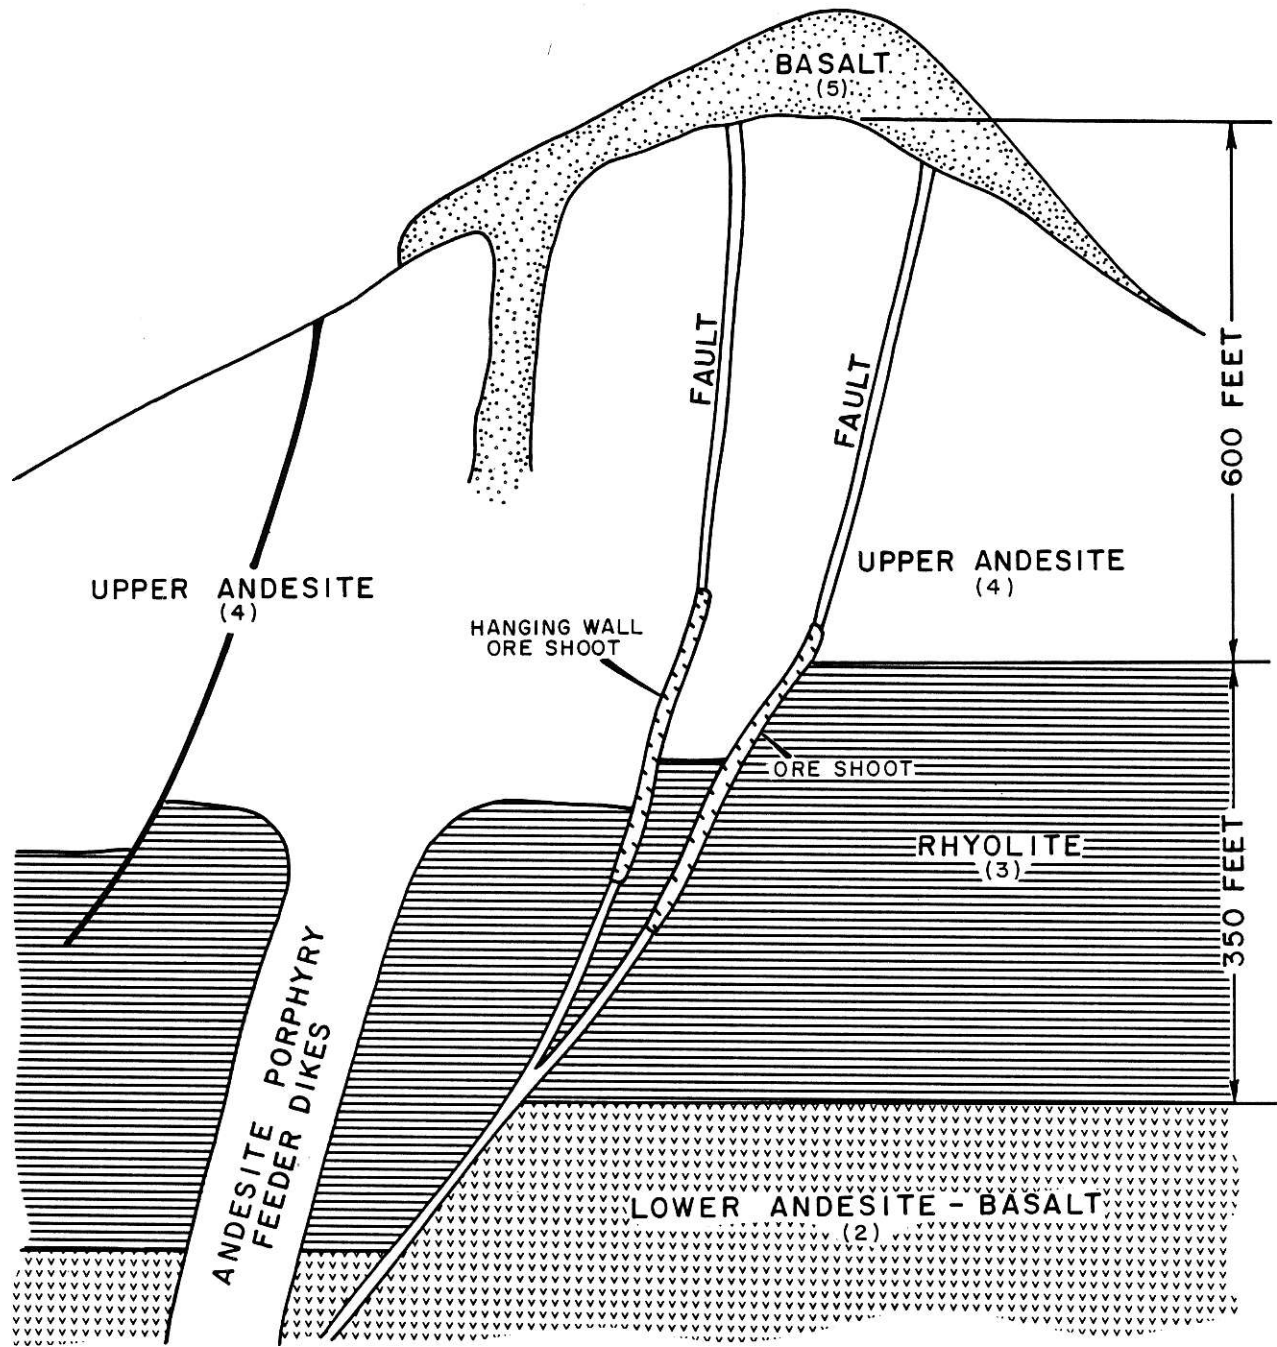 BASALT
(5)
FAULT
FAULT
600 FEET
UPPER ANDESITE
(4)
UPPER ANDESITE
(4)
HANGING WALL
ORE SHOOT
ORE SHOOT
RHYOLITE
(3)
350 FEET
ANDESITE PORPHYRY
FEEDER DIKES
LOWER ANDESITE - BASALT
(2)